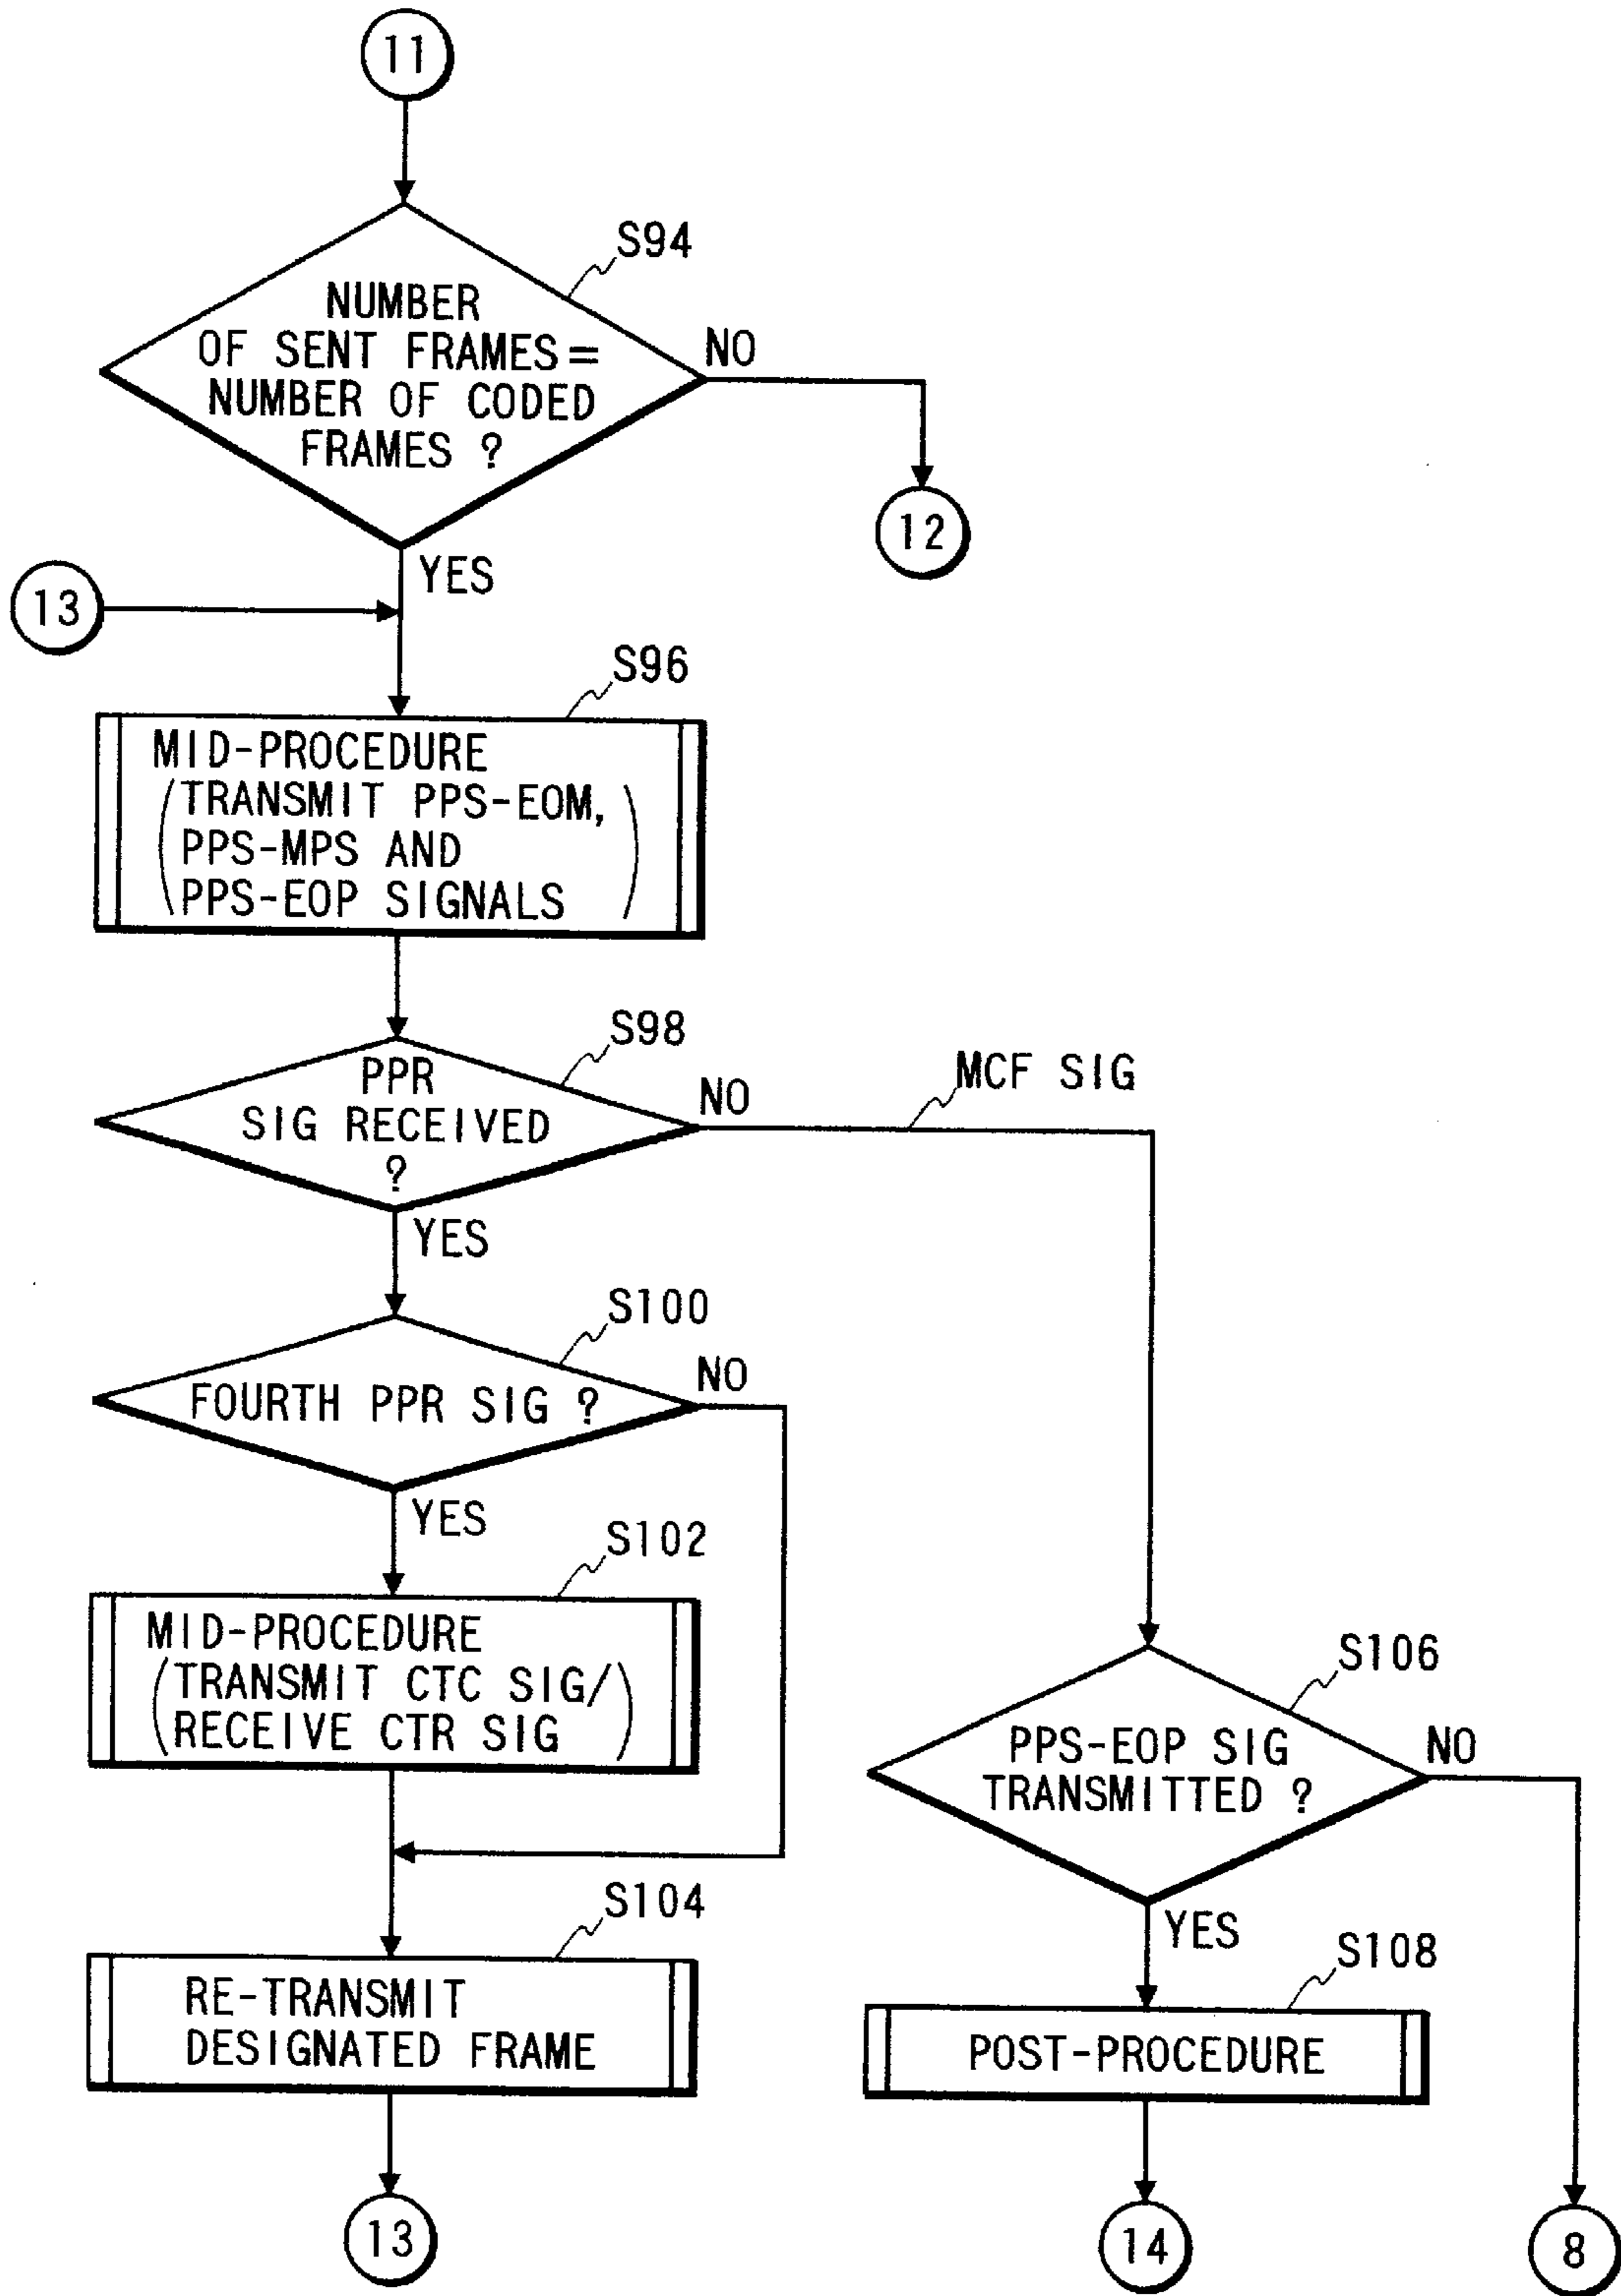 11
S94
NUMBER
OF SENT FRAMES =
NUMBER OF CODED
FRAMES ?
NO
12
YES
13
S96
MID-PROCEDURE
(TRANSMIT PPS-EOM,
PPS-MPS AND
PPS-EOP SIGNALS)
S98
PPR
SIG RECEIVED
?
NO
MCF SIG
YES
S100
FOURTH PPR SIG ?
NO
YES
S102
MID-PROCEDURE
(TRANSMIT CTC SIG/
RECEIVE CTR SIG)
S104
RE-TRANSMIT
DESIGNATED FRAME
13
S106
PPS-EOP SIG
TRANSMITTED ?
NO
YES
S108
POST-PROCEDURE
14
8